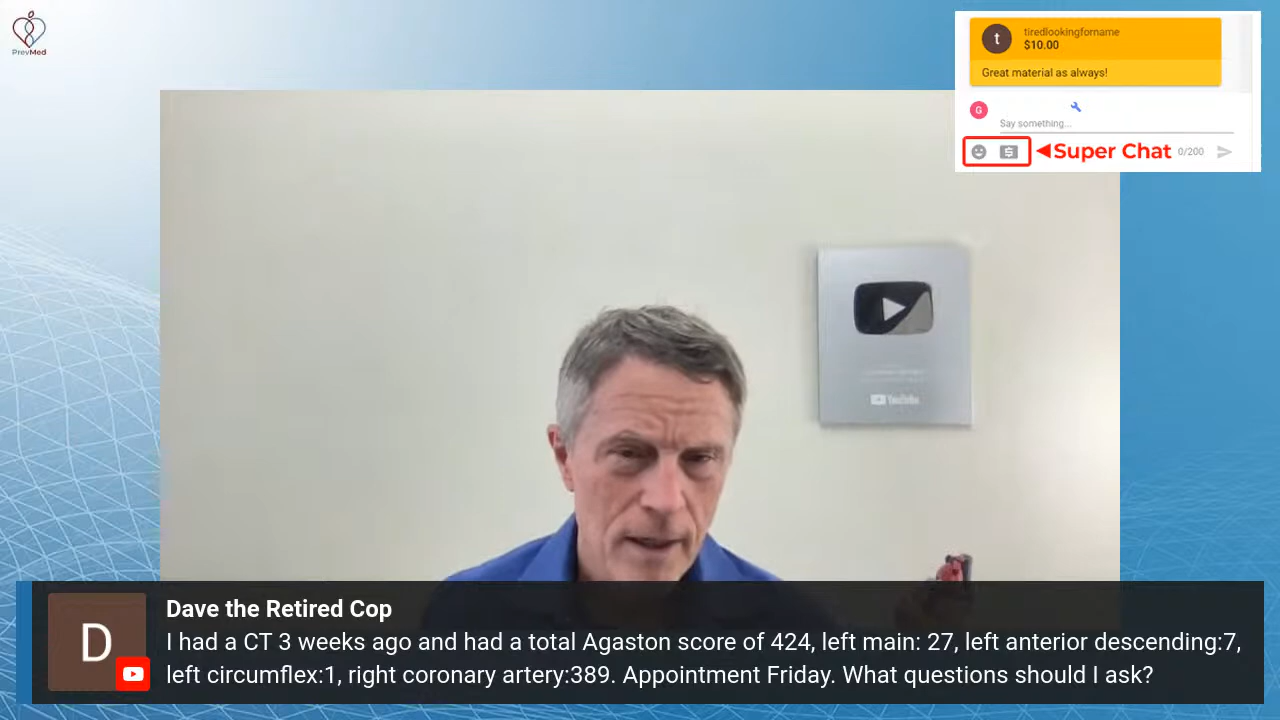 PrevMed
t
tiredlookingforname
$10.00
Great material as always!
G
Say something...
Super Chat
0/200
YouTube
D
Dave the Retired Cop
I had a CT 3 weeks ago and had a total Agaston score of 424, left main: 27, left anterior descending:7,
left circumflex:1, right coronary artery:389. Appointment Friday. What questions should I ask?